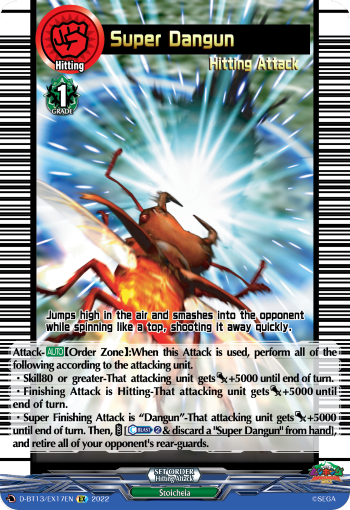 Super Dangun
Hitting
Hitting Attack
1
GRADE
Jumps high in the air and smashes into the opponent
while spinning like a top, shooting it away quickly.
Attack-AUTO【Order Zone】:When this Attack is used, perform all of the
following according to the attacking unit.
・Skill80 or greater-That attacking unit gets +5000 until end of turn.
・Finishing Attack is Hitting-That attacking unit gets +5000 until
end of turn.
・Super Finishing Attack is “Dangun”-That attacking unit gets +5000
until end of turn. Then, [BLAST 2 & discard a "Super Dangun" from hand],
and retire all of your opponent's rear-guards.
SET ORDER
Hitting Attack
D-BT13/EX17EN EX 2022
Stoicheia
©SEGA